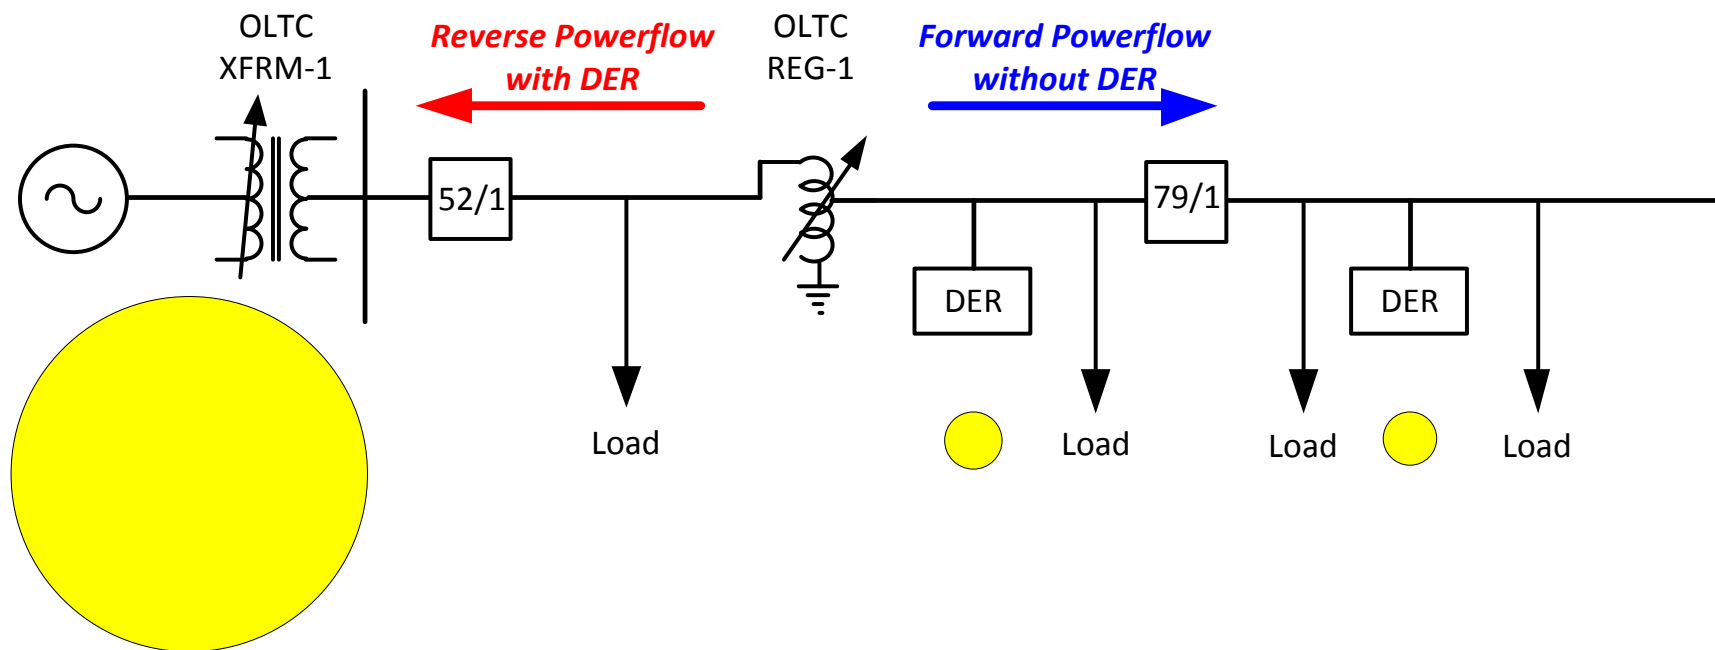 OLTC
XFRM-1
Reverse Powerflow
with DER
OLTC
REG-1
Forward Powerflow
without DER
52/1
79/1
DER
DER
Load
Load
Load
Load